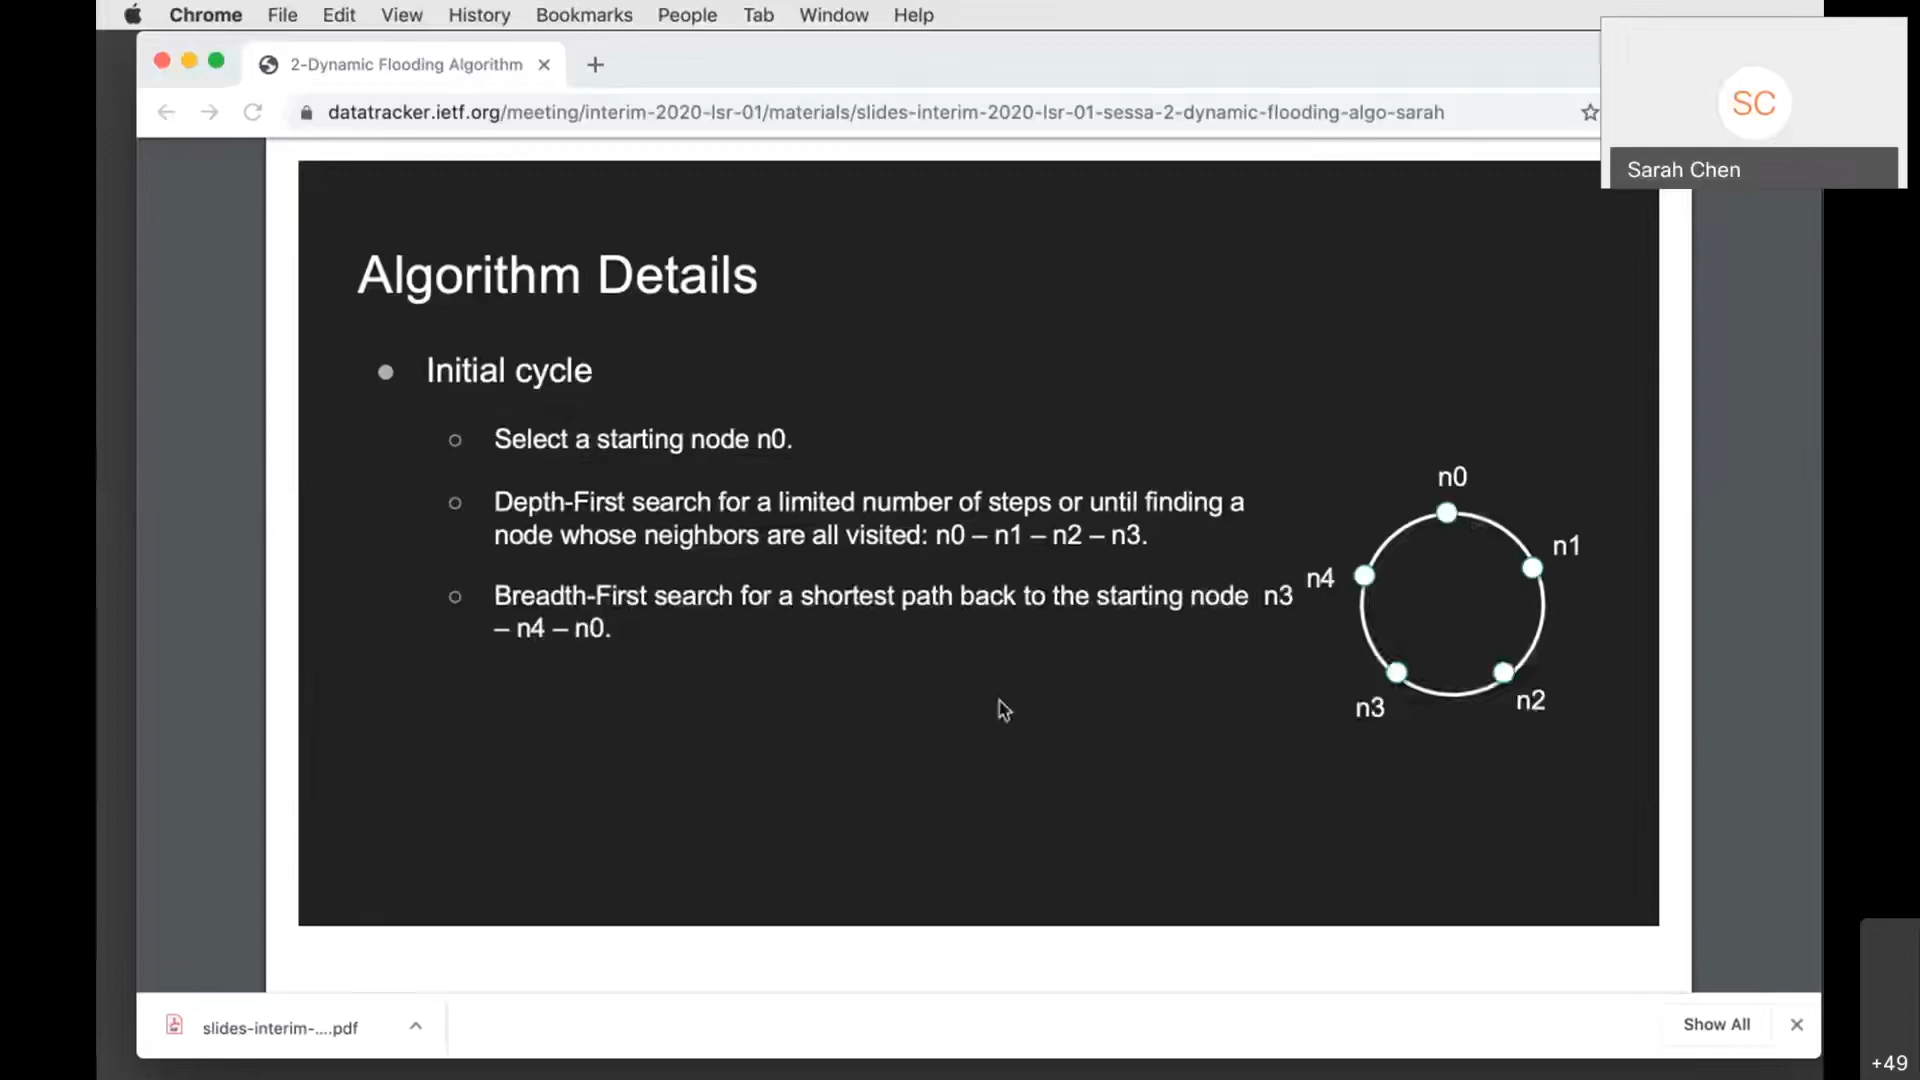 Chrome File Edit View History Bookmarks People Tab Window Help
2-Dynamic Flooding Algorithm
datatracker.ietf.org/meeting/interim-2020-lsr-01/materials/slides-interim-2020-lsr-01-sessa-2-dynamic-flooding-algo-sarah
SC
Sarah Chen
Algorithm Details
Initial cycle
Select a starting node n0.
Depth-First search for a limited number of steps or until finding a
node whose neighbors are all visited: n0 – n1 – n2 – n3.
Breadth-First search for a shortest path back to the starting node n3
– n4 – n0.
n0
n1
n4
n3
n2
slides-interim-....pdf
Show All
+49